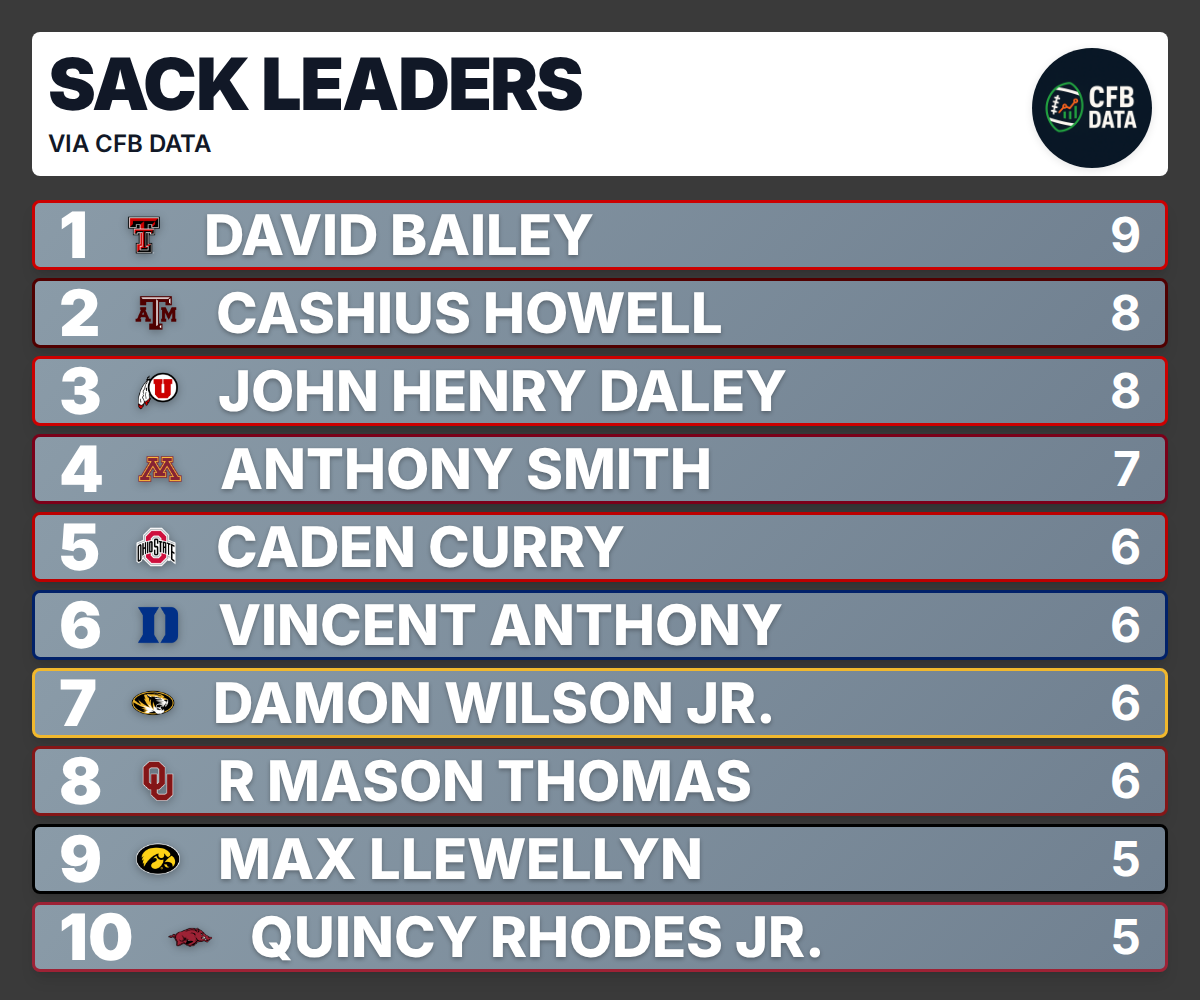 SACK LEADERS
VIA CFB DATA
CFB
DATA
1 DAVID BAILEY 9
2 CASHIUS HOWELL 8
3 JOHN HENRY DALEY 8
4 ANTHONY SMITH 7
5 OHIO STATE CADEN CURRY 6
6 VINCENT ANTHONY 6
7 DAMON WILSON JR. 6
8 R MASON THOMAS 6
9 MAX LLEWELLYN 5
10 QUINCY RHODES JR. 5